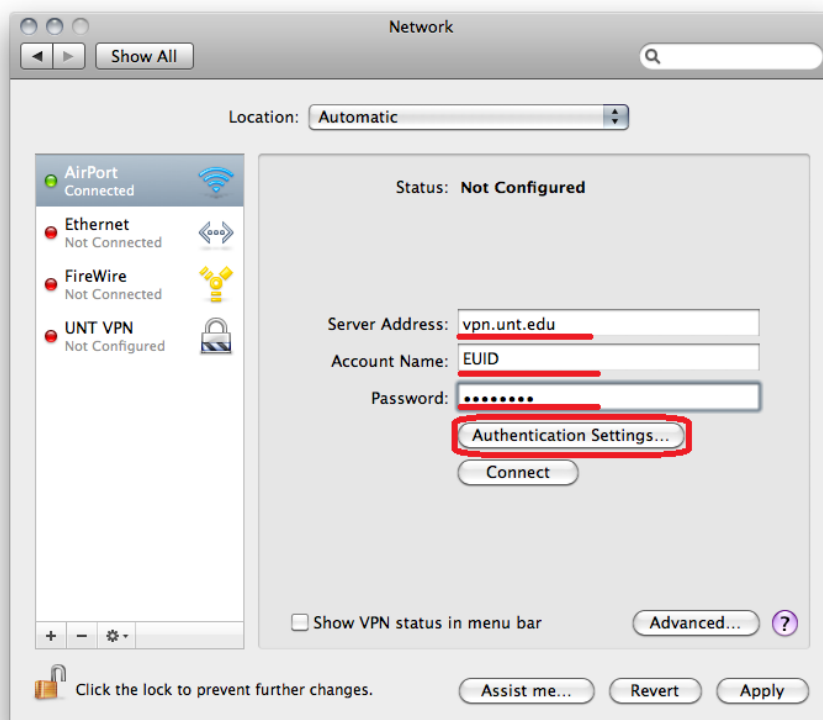 Network
Show All
Location: Automatic
AirPort
Connected
Ethernet
Not Connected
FireWire
Not Connected
UNT VPN
Not Configured
Status: Not Configured
Server Address: vpn.unt.edu
Account Name: EUID
Password: ••••••••
Authentication Settings...
Connect
Show VPN status in menu bar
Advanced... ?
+ −
Click the lock to prevent further changes.
Assist me... Revert Apply